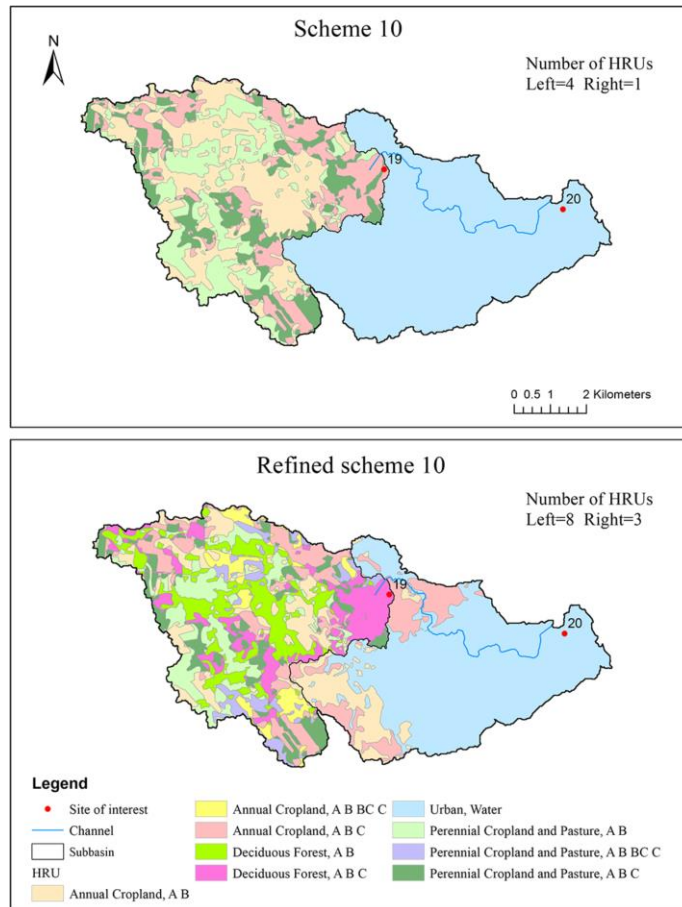 Scheme 10
N
Number of HRUs
Left=4 Right=1
19
20
0 0.5 1 2 Kilometers
Refined scheme 10
Number of HRUs
Left=8 Right=3
19
20
Legend
Site of interest
Channel
Subbasin
HRU
Annual Cropland, A B
Annual Cropland, A B BC C
Annual Cropland, A B C
Deciduous Forest, A B
Deciduous Forest, A B C
Urban, Water
Perennial Cropland and Pasture, A B
Perennial Cropland and Pasture, A B BC C
Perennial Cropland and Pasture, A B C